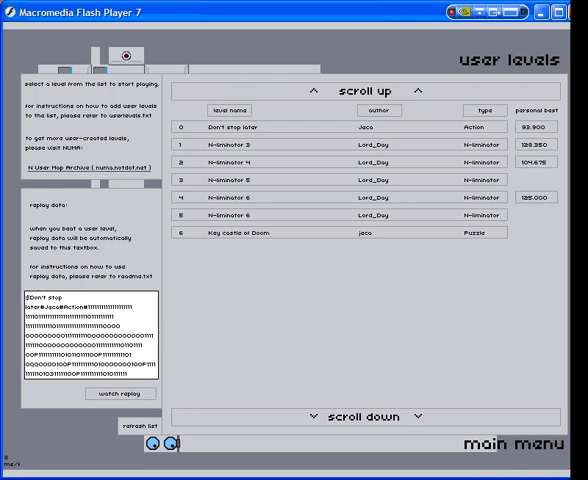 Macromedia Flash Player 7
user levels
select a level from the list to start playing.
for instructions on how to add user levels
to the list, please refer to userlevels.txt
to get more user-created levels,
please visit NUMA:
N User Map Archive ( numa.notdot.net )
replay data:
when you beat a user level,
replay data will be automatically
saved to this textbox.
for instructions on how to use
replay data, please refer to readme.txt
$Don't stop
watch replay
refresh list
scroll up
level name author type personal best
0 Don't stop later Jeca Action 93.900
1 N-liminator 3 Lord_Day N-liminator
2 N-liminator 4 Lord_Day N-liminator 104.675
3 N-liminator 5 Lord_Day N-liminator
4 N-liminator 6 Lord_Day N-liminator 125.000
5 N-liminator 6 Lord_Day N-liminator
6 Key castle of Doom jeca Puzzle
scroll down
main menu
ms/f